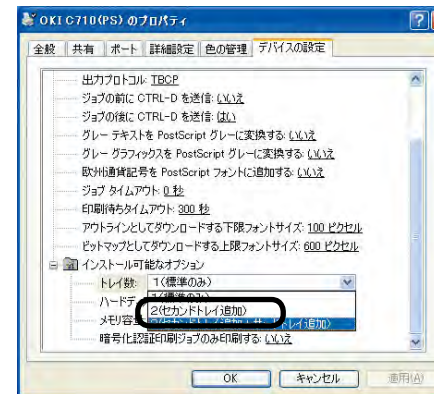 OKI C710(PS) のプロパティ
全般 共有 ポート 詳細設定 色の管理 デバイスの設定
出力プロトコル: TBCP
ジョブの前に CTRL-D を送信: いいえ
ジョブの後に CTRL-D を送信: はい
グレー テキストを PostScript グレーに変換する: いいえ
グレー グラフィックスを PostScript グレーに変換する: いいえ
欧州通貨記号を PostScript フォントに追加する: いいえ
ジョブ タイムアウト: 0 秒
印刷待ちタイムアウト: 300 秒
アウトラインとしてダウンロードする下限フォントサイズ: 100 ピクセル
ビットマップとしてダウンロードする上限フォントサイズ: 600 ピクセル
インストール可能なオプション
トレイ数: 1(標準のみ)
ハードデ
2(セカンドトレイ追加)
メモリ容量
暗号化認証印刷ジョブのみ印刷する: いいえ
OK キャンセル 適用(A)